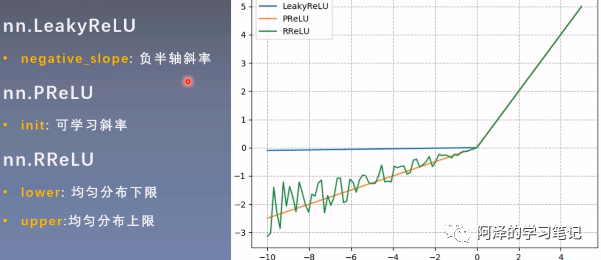 nn.LeakyReLU
• negative_slope: 负半轴斜率
nn.PReLU
• init: 可学习斜率
nn.RReLU
• lower: 均匀分布下限
• upper:均匀分布上限
LeakyReLU
PReLU
RReLU
5
4
3
2
1
0
−1
−2
−3
−10 −8 −6 −4 −2 0 2 4
阿泽的学习笔记